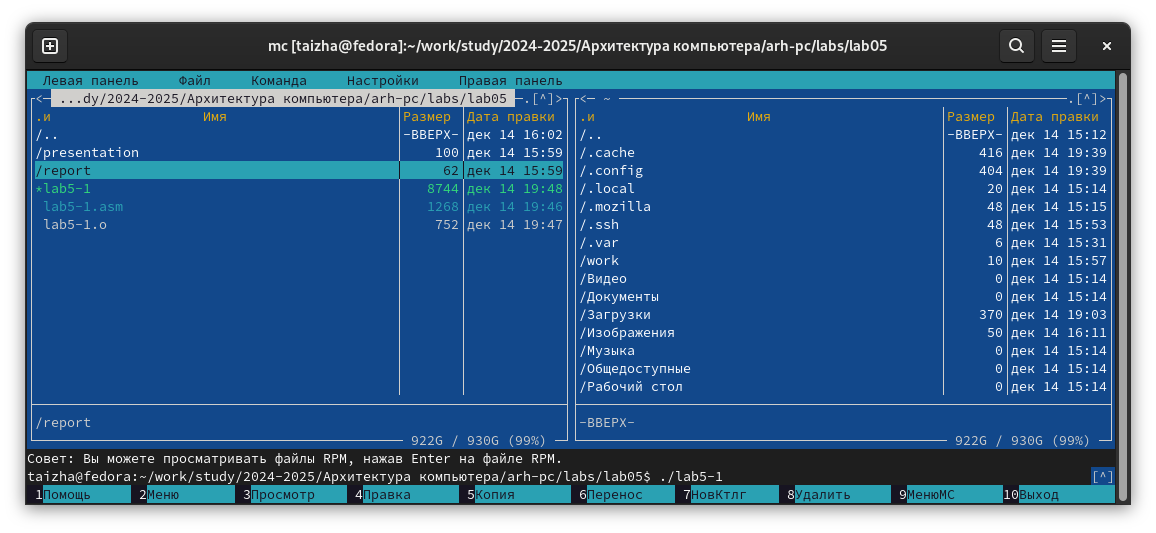 mc [taizha@fedora]:~/work/study/2024-2025/Архитектура компьютера/arh-pc/labs/lab05
Левая панель Файл Команда Настройки Правая панель
<─ ...dy/2024-2025/Архитектура компьютера/arh-pc/labs/lab05 ─.[^]>
.и Имя Размер Дата правки
/.. -ВВЕРХ- дек 14 16:02
/presentation 100 дек 14 15:59
/report 62 дек 14 15:59
*lab5-1 8744 дек 14 19:48
lab5-1.asm 1268 дек 14 19:46
lab5-1.o 752 дек 14 19:47
/report
922G / 930G (99%)
<─ ~ ─.[^]>
.и Имя Размер Дата правки
/.. -ВВЕРХ- дек 14 15:12
/.cache 416 дек 14 19:39
/.config 404 дек 14 19:39
/.local 20 дек 14 15:14
/.mozilla 48 дек 14 15:15
/.ssh 48 дек 14 15:53
/.var 6 дек 14 15:31
/work 10 дек 14 15:57
/Видео 0 дек 14 15:14
/Документы 0 дек 14 15:14
/Загрузки 370 дек 14 19:03
/Изображения 50 дек 14 16:11
/Музыка 0 дек 14 15:14
/Общедоступные 0 дек 14 15:14
/Рабочий стол 0 дек 14 15:14
-ВВЕРХ-
922G / 930G (99%)
Совет: Вы можете просматривать файлы RPM, нажав Enter на файле RPM.
taizha@fedora:~/work/study/2024-2025/Архитектура компьютера/arh-pc/labs/lab05$ ./lab5-1 [^]
1Помощь 2Меню 3Просмотр 4Правка 5Копия 6Перенос 7НовКтлг 8Удалить 9МенюМС 10Выход